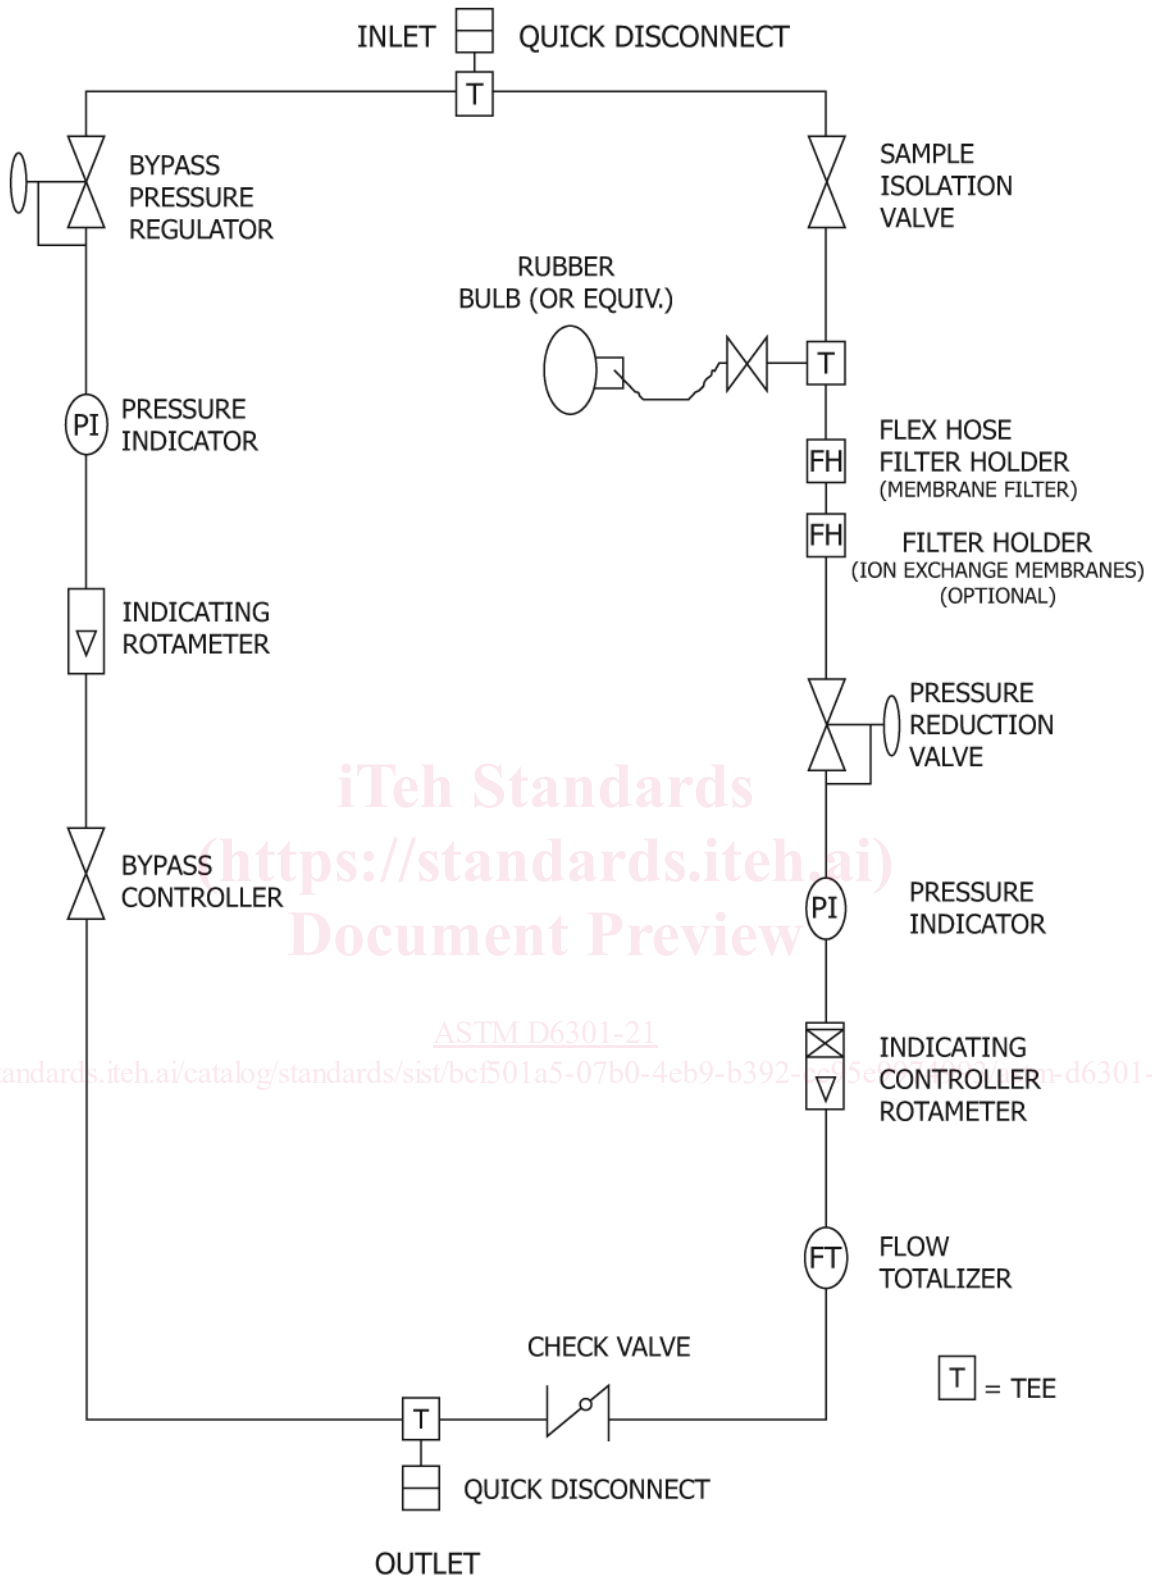 INLET
QUICK DISCONNECT
T
BYPASS
PRESSURE
REGULATOR
SAMPLE
ISOLATION
VALVE
RUBBER
BULB (OR EQUIV.)
T
PI
PRESSURE
INDICATOR
FLEX HOSE
FILTER HOLDER
(MEMBRANE FILTER)
FH
FH
FILTER HOLDER
(ION EXCHANGE MEMBRANES)
(OPTIONAL)
INDICATING
ROTAMETER
PRESSURE
REDUCTION
VALVE
iTeh Standards
(https://standards.iteh.ai)
Document Preview
BYPASS
CONTROLLER
PI
PRESSURE
INDICATOR
ASTM D6301-21
INDICATING
CONTROLLER
ROTAMETER
FT
FLOW
TOTALIZER
CHECK VALVE
T
= TEE
T
QUICK DISCONNECT
OUTLET